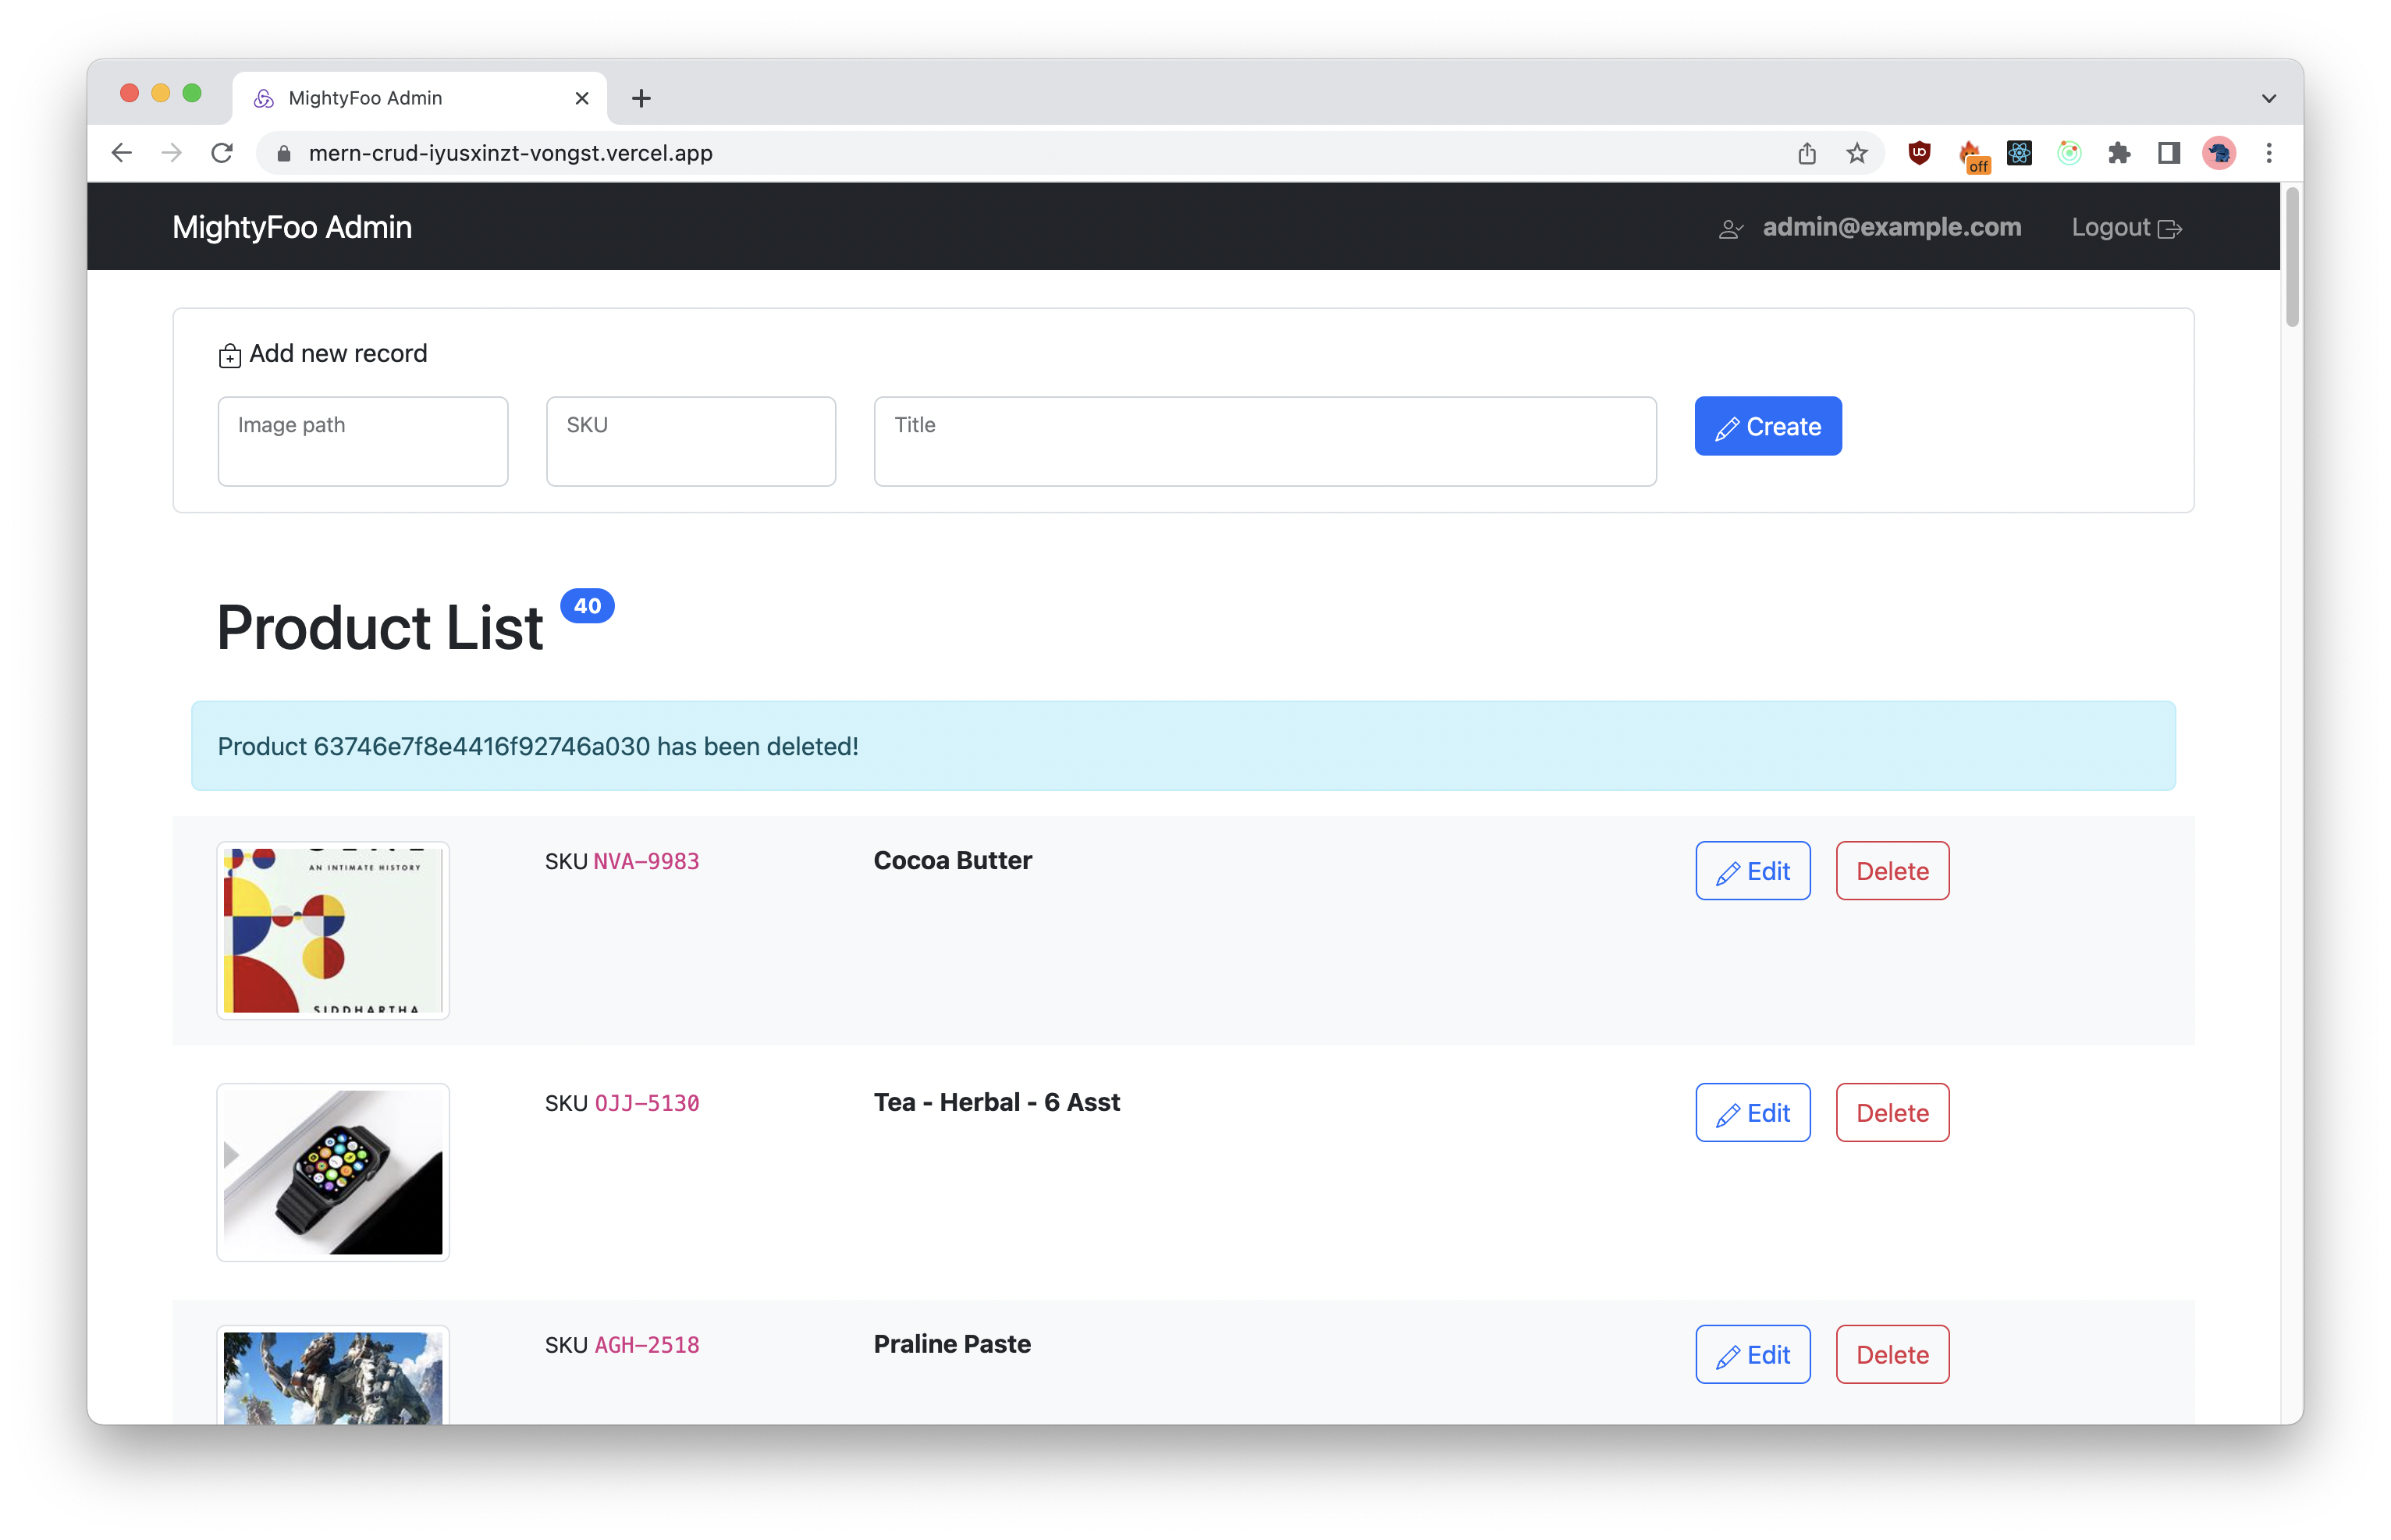 MightyFoo Admin
mern-crud-iyusxinzt-vongst.vercel.app
off
MightyFoo Admin
admin@example.com
Logout
Add new record
Image path
SKU
Title
Create
Product List 40
Product 63746e7f8e4416f92746a030 has been deleted!
AN INTIMATE HISTORY
SIDDHARTHA
SKU NVA-9983
Cocoa Butter
Edit
Delete
SKU OJJ-5130
Tea - Herbal - 6 Asst
Edit
Delete
SKU AGH-2518
Praline Paste
Edit
Delete